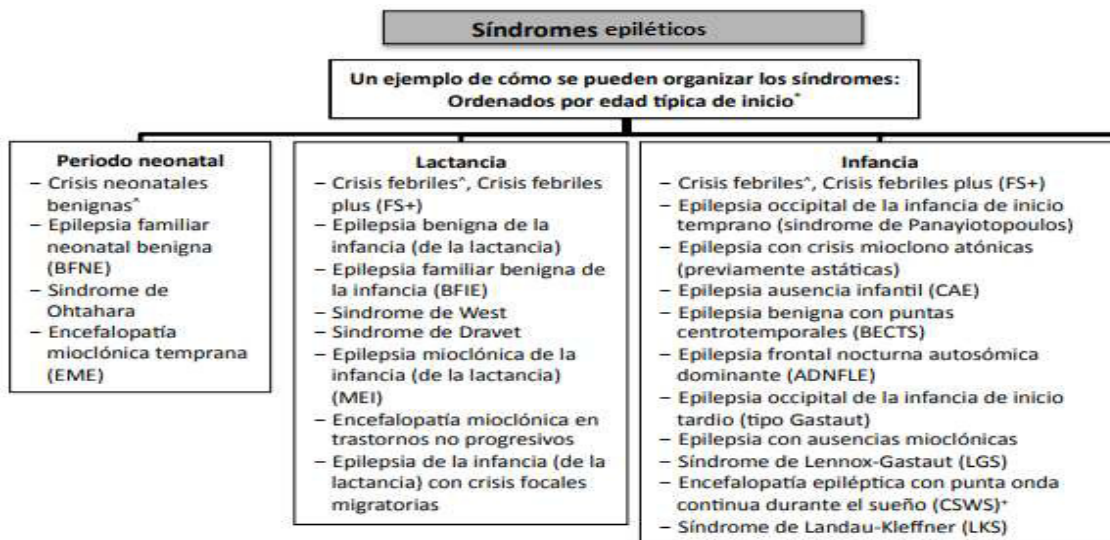 Síndromes epiléticos
Un ejemplo de cómo se pueden organizar los síndromes:
Ordenados por edad típica de inicio*
Periodo neonatal
– Crisis neonatales
benignas^
– Epilepsia familiar
neonatal benigna
(BFNE)
– Sindrome de
Ohtahara
– Encefalopatía
mioclónica temprana
(EME)
Lactancia
– Crisis febriles^, Crisis febriles
plus (FS+)
– Epilepsia benigna de la
infancia (de la lactancia)
– Epilepsia familiar benigna de
la infancia (BFIE)
– Sindrome de West
– Sindrome de Dravet
– Epilepsia mioclónica de la
infancia (de la lactancia)
(MEI)
– Encefalopatía mioclónica en
trastornos no progresivos
– Epilepsia de la infancia (de la
lactancia) con crisis focales
migratorias
Infancia
– Crisis febriles^, Crisis febriles plus (FS+)
– Epilepsia occipital de la infancia de inicio
temprano (sindrome de Panayiotopoulos)
– Epilepsia con crisis mioclono atónicas
(previamente astáticas)
– Epilepsia ausencia infantil (CAE)
– Epilepsia benigna con puntas
centrotemporales (BECTS)
– Epilepsia frontal nocturna autosómica
dominante (ADNFLE)
– Epilepsia occipital de la infancia de inicio
tardio (tipo Gastaut)
– Epilepsia con ausencias mioclónicas
– Síndrome de Lennox-Gastaut (LGS)
– Encefalopatía epiléptica con punta onda
continua durante el sueño (CSWS)+
– Síndrome de Landau-Kleffner (LKS)